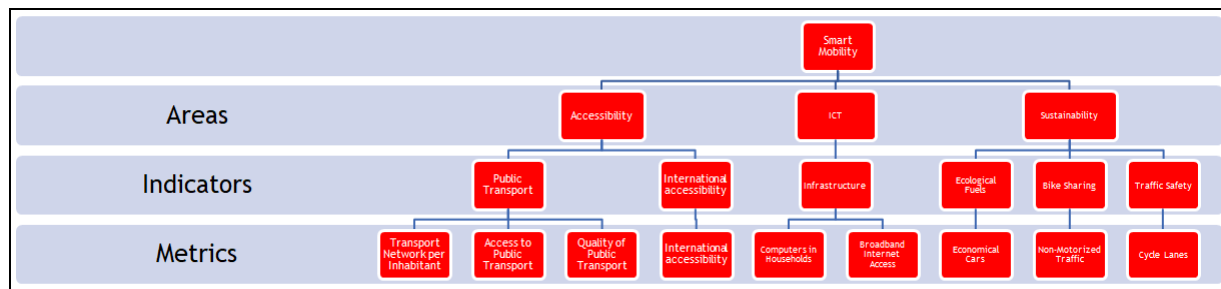 Smart
Mobility
Areas
Accessibility
ICT
Sustainability
Indicators
Public
Transport
International
accessibility
Infrastructure
Ecological
Fuels
Bike Sharing
Traffic Safety
Metrics
Transport
Network per
Inhabitant
Access to
Public
Transport
Quality of
Public
Transport
International
accessibility
Computers in
Households
Broadband
Internet
Access
Economical
Cars
Non-Motorized
Traffic
Cycle Lanes